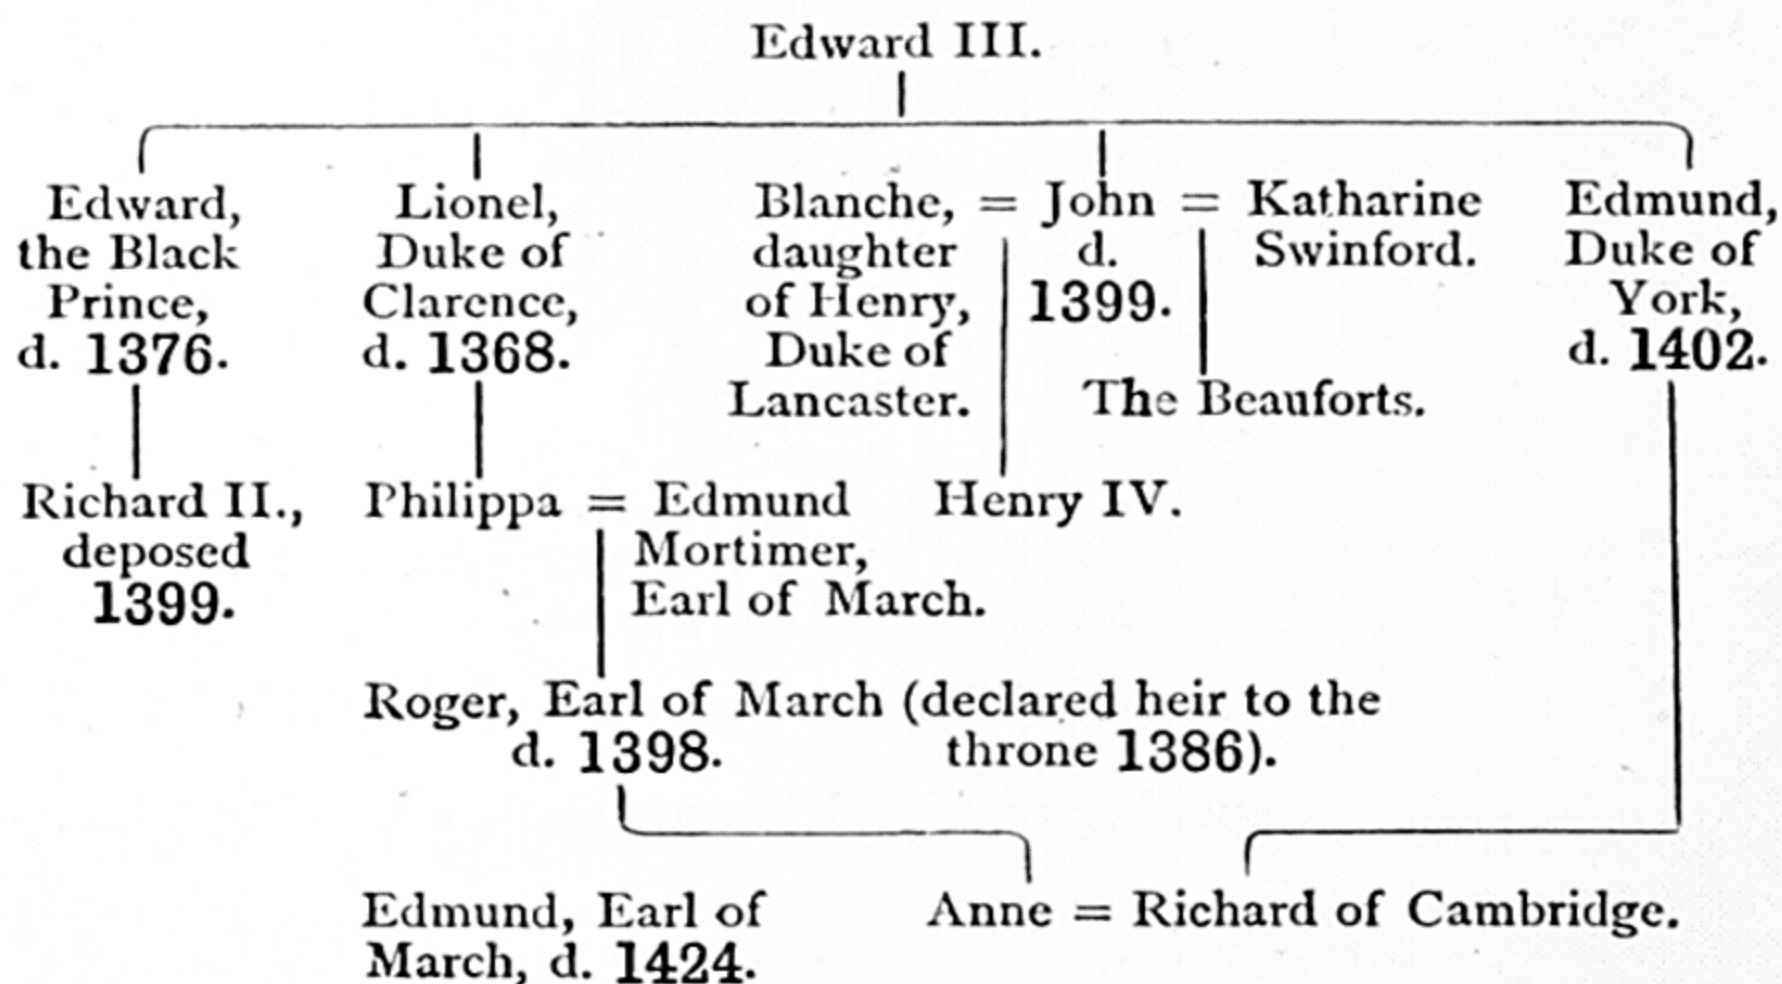 Edward III.
Edward,
the Black
Prince,
d. 1376.
Lionel,
Duke of
Clarence,
d. 1368.
Blanche,
daughter
of Henry,
Duke of
Lancaster.
= John =
d.
1399.
Katharine
Swinford.
Edmund,
Duke of
York,
d. 1402.
The Beauforts.
Richard II.,
deposed
1399.
Philippa = Edmund
Mortimer,
Earl of March.
Henry IV.
Roger, Earl of March (declared heir to the
d. 1398. throne 1386).
Edmund, Earl of
March, d. 1424.
Anne = Richard of Cambridge.